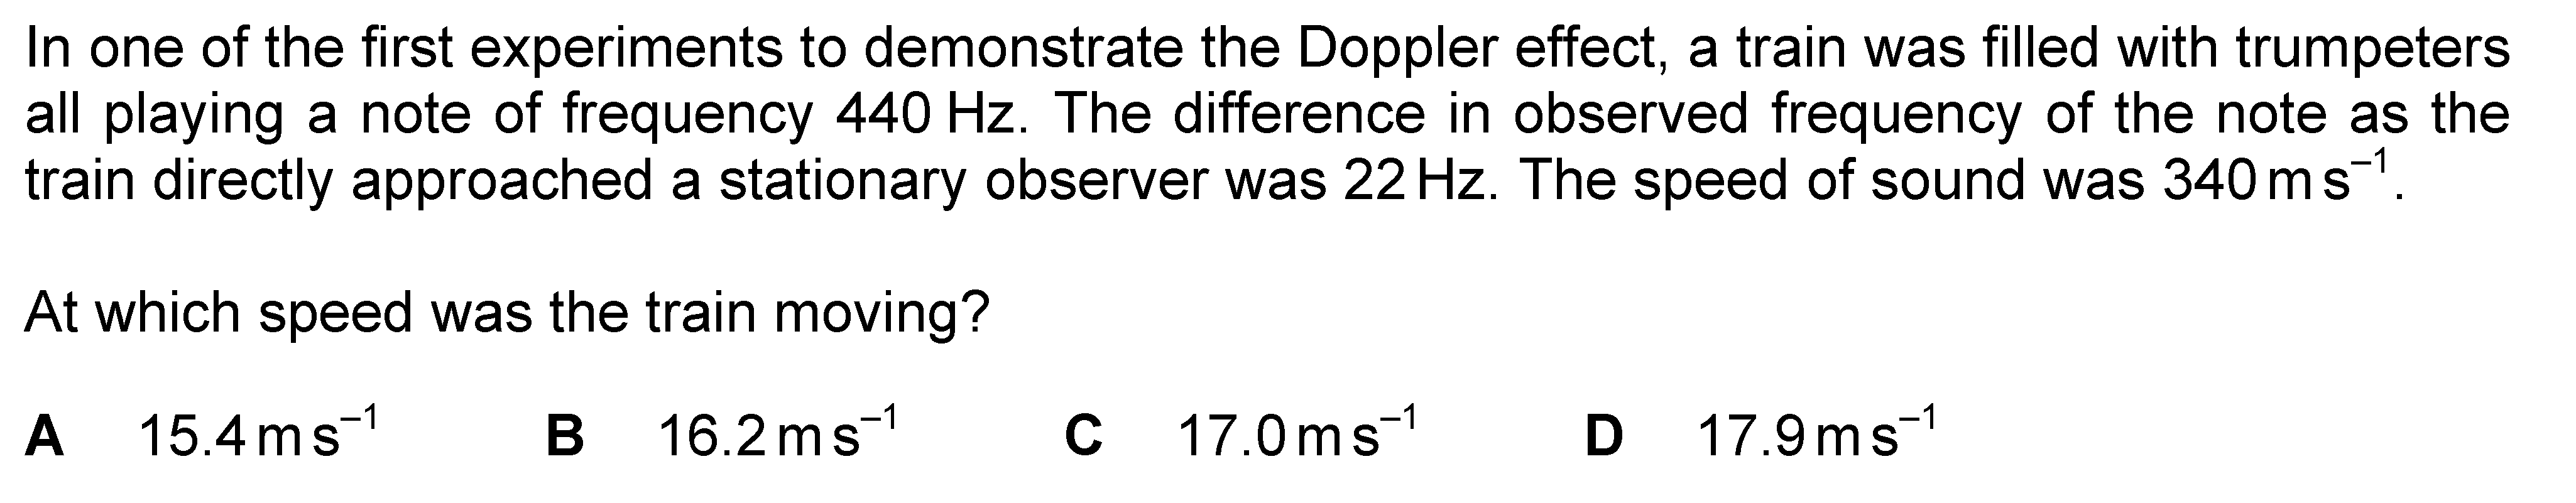 In one of the first experiments to demonstrate the Doppler effect, a train was filled with trumpeters
all playing a note of frequency 440 Hz. The difference in observed frequency of the note as the
train directly approached a stationary observer was 22 Hz. The speed of sound was 340 m s⁻¹.
At which speed was the train moving?
A 15.4 m s⁻¹ B 16.2 m s⁻¹ C 17.0 m s⁻¹ D 17.9 m s⁻¹